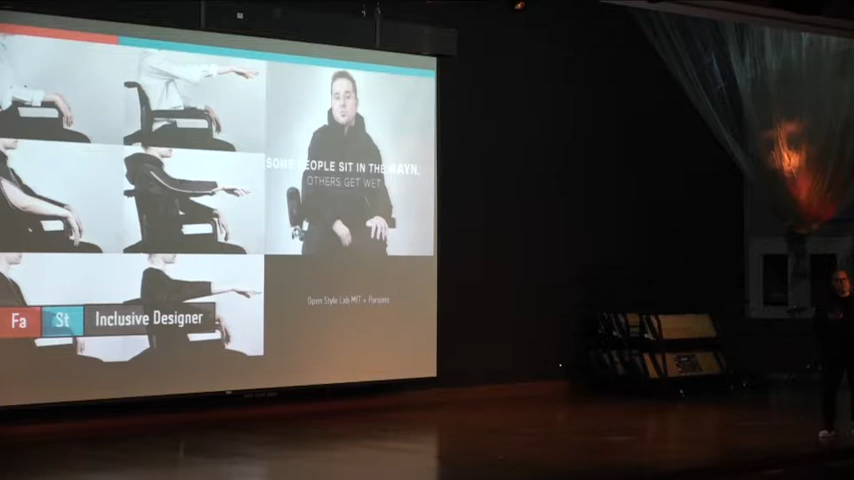 SOME PEOPLE SIT IN THE RAYN.
OTHERS GET WET
Open Style Lab MIT + Parsons
Fa St Inclusive Designer